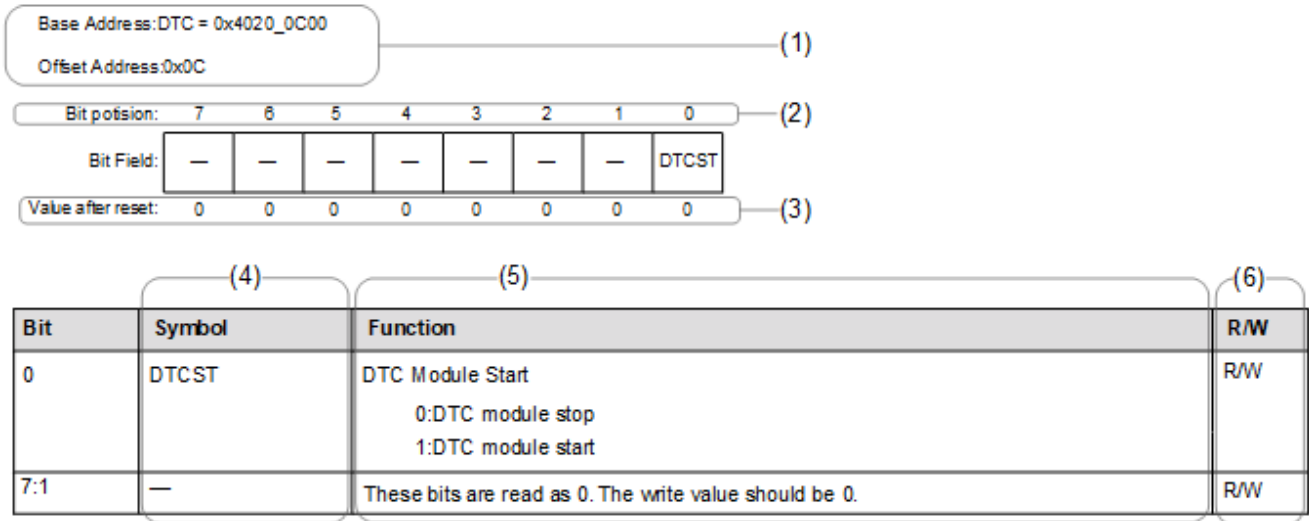 Base Address:DTC = 0x4020_0C00
(1)
Offset Address:0x0C
Bit potision: 7 6 5 4 3 2 1 0 (2)
Bit Field: — — — — — — — DTCST
Value after reset: 0 0 0 0 0 0 0 0 (3)
(4) (5) (6)
Bit Symbol Function R/W
0 DTCST DTC Module Start R/W
0:DTC module stop
1:DTC module start
7:1 — These bits are read as 0. The write value should be 0. R/W